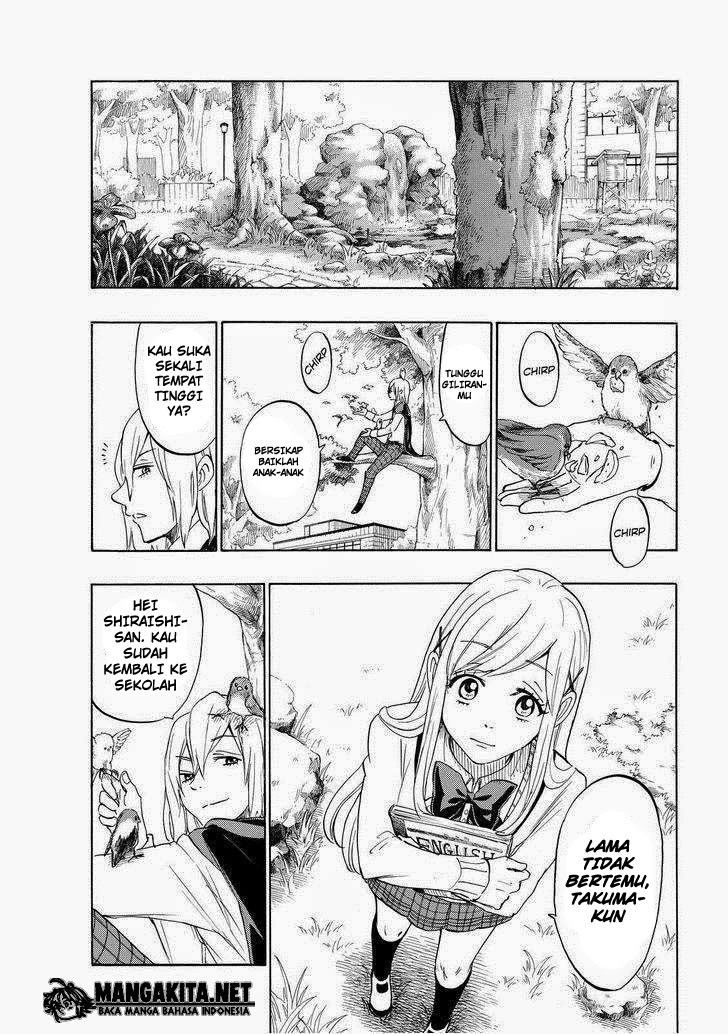 CHIRP
CHIRP
TUNGGU
GILIRAN-
MU
CHIRP
BERSIKAP
BAIKLAH
ANAK-ANAK
KAU SUKA
SEKALI
TEMPAT
TINGGI
YA?
ENGLISH
LAMA
TIDAK
BERTEMU,
TAKUMA-
KUN
HEI
SHIRAISHI-
SAN. KAU
SUDAH
KEMBALI KE
SEKOLAH
MANGAKITA.NET
BACA MANGA BAHASA INDONESIA